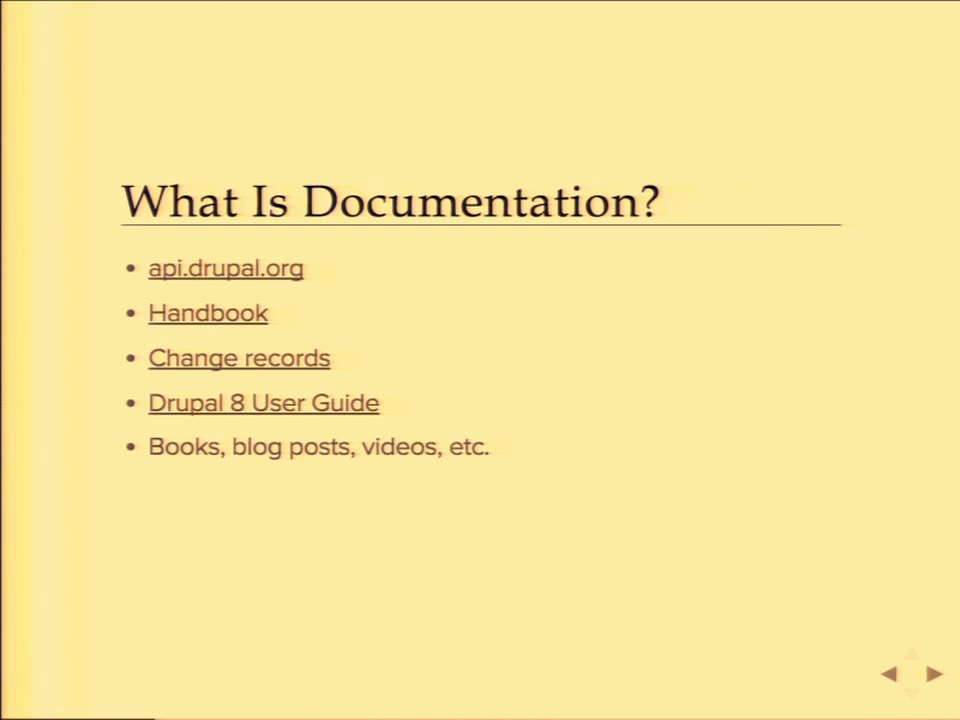 What Is Documentation?
• api.drupal.org
• Handbook
• Change records
• Drupal 8 User Guide
• Books, blog posts, videos, etc.